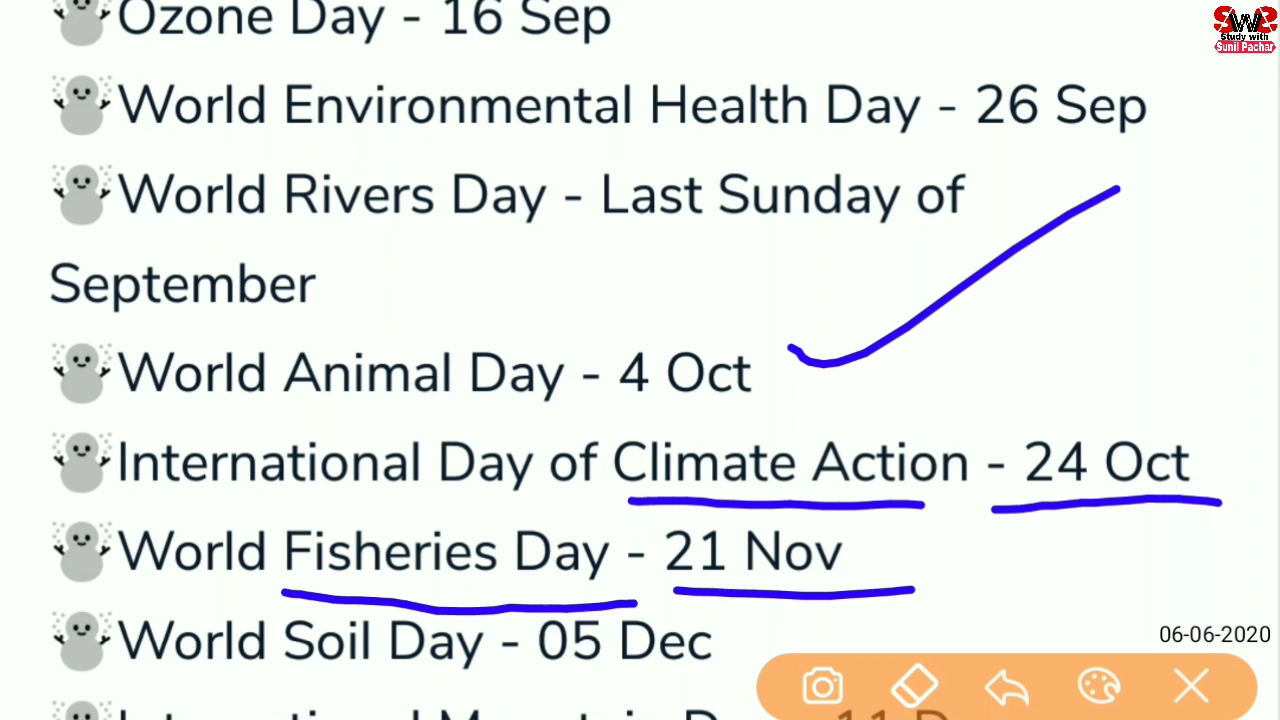 Ozone Day - 16 Sep
SWS
Study with
Sunil Pachar
World Environmental Health Day - 26 Sep
World Rivers Day - Last Sunday of
September
World Animal Day - 4 Oct
International Day of Climate Action - 24 Oct
World Fisheries Day - 21 Nov
World Soil Day - 05 Dec
06-06-2020